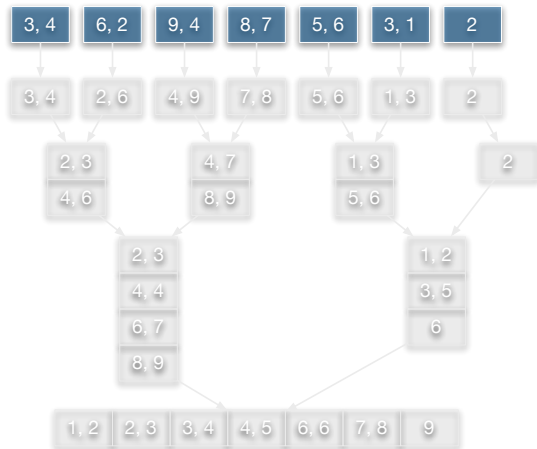 3, 4 6, 2 9, 4 8, 7 5, 6 3, 1 2
3, 4 2, 6 4, 9 7, 8 5, 6 1, 3 2
2, 3 4, 7 1, 3 2
4, 6 8, 9 5, 6
2, 3 1, 2
4, 4 3, 5
6, 7 6
8, 9
1, 2 2, 3 3, 4 4, 5 6, 6 7, 8 9